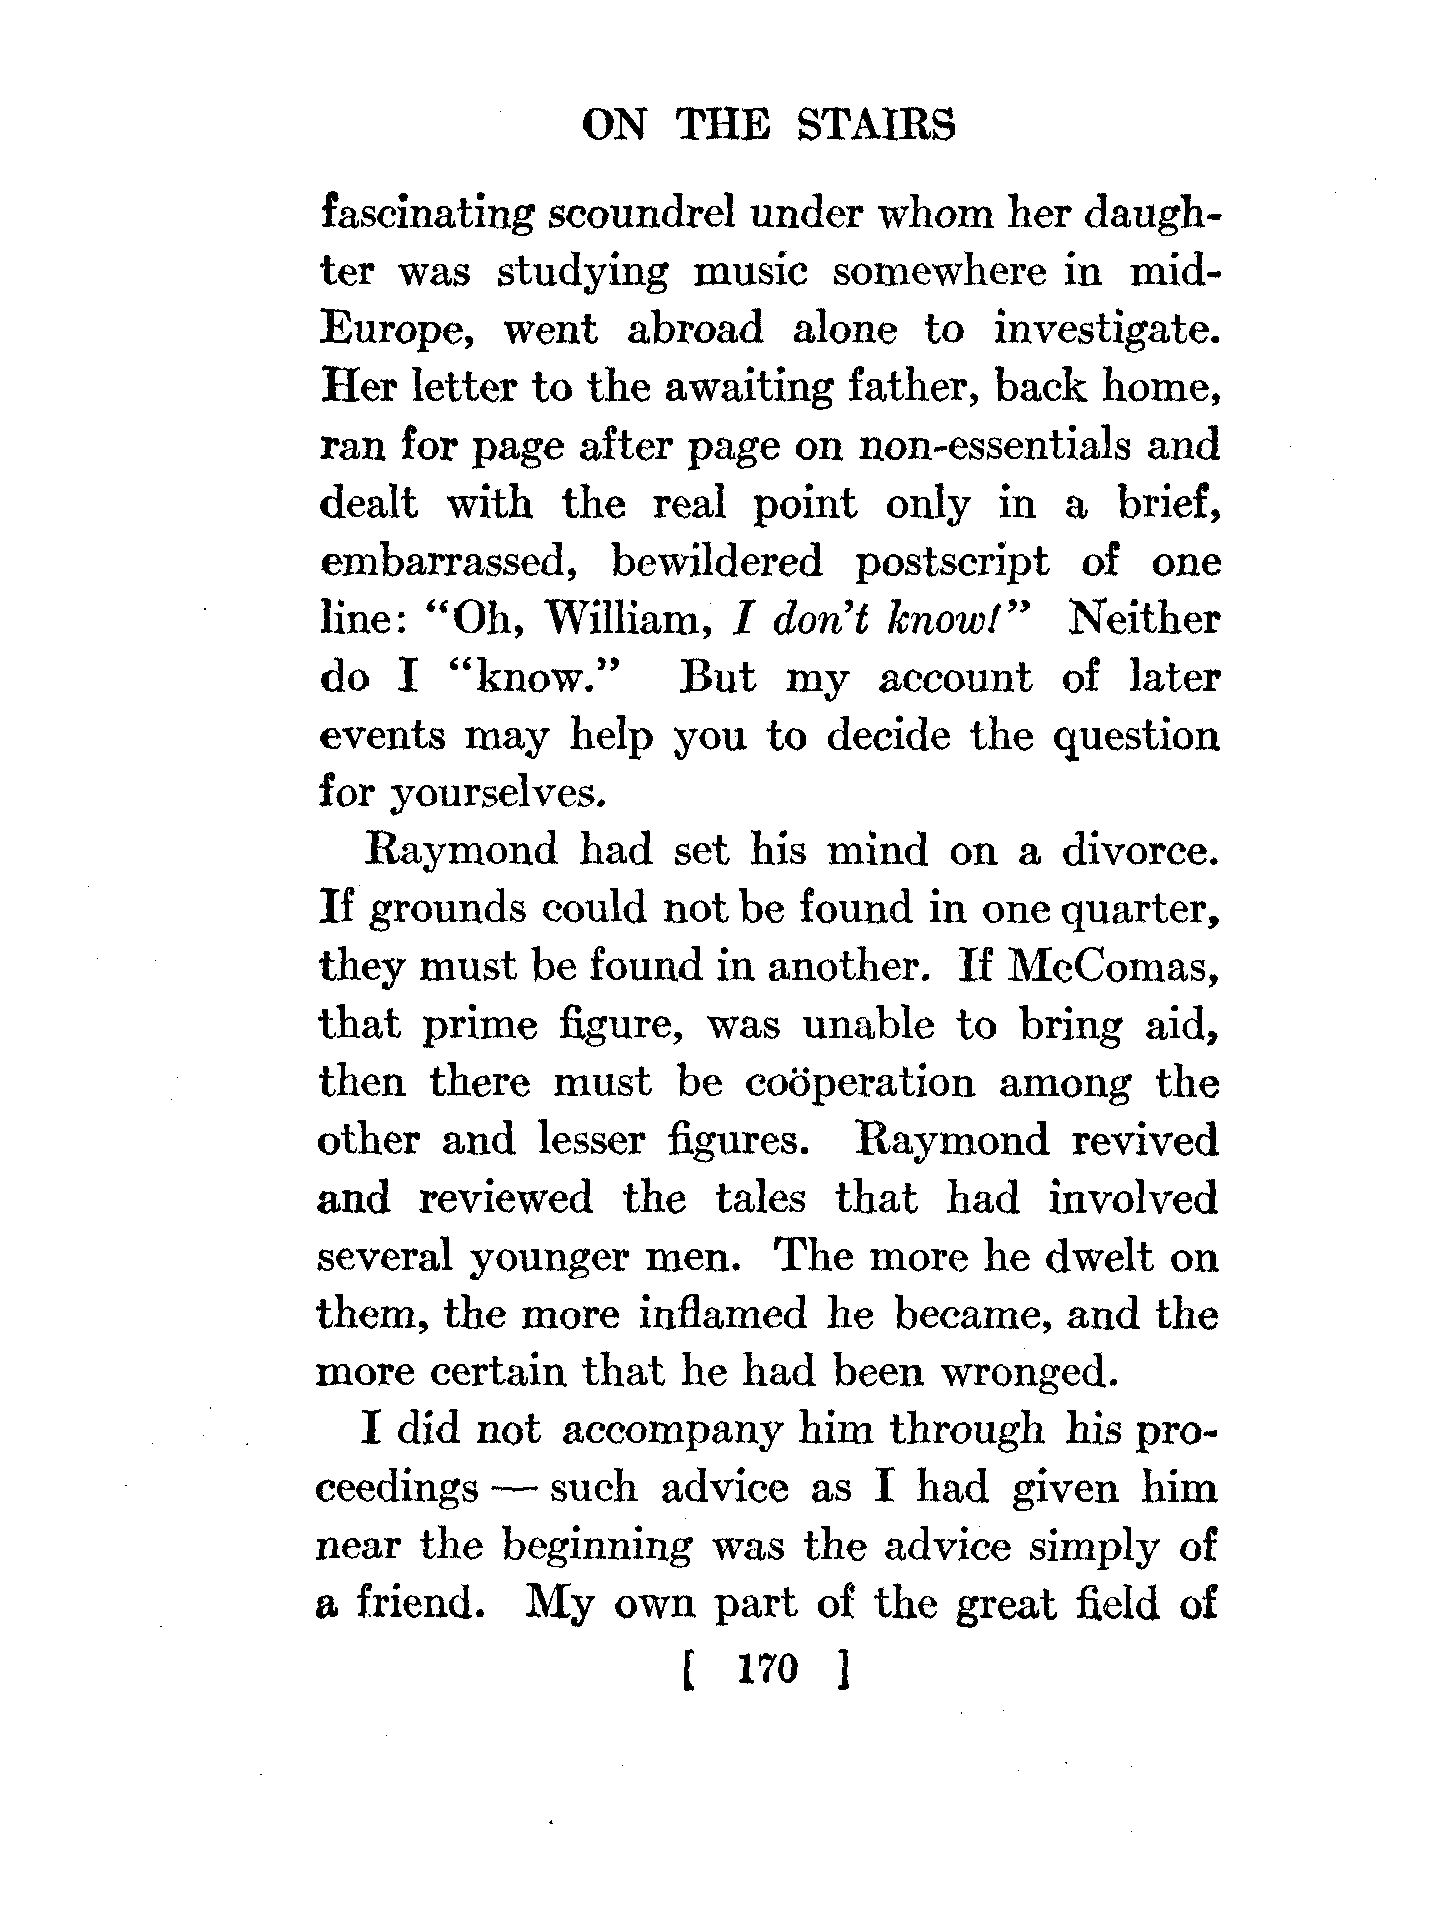 ON THE STAIRS
fascinating scoundrel under whom her daugh-
ter was studying music somewhere in mid-
Europe, went abroad alone to investigate.
Her letter to the awaiting father, back home,
ran for page after page on non-essentials and
dealt with the real point only in a brief,
embarrassed, bewildered postscript of one
line: “Oh, William, I don’t know!” Neither
do I “know.” But my account of later
events may help you to decide the question
for yourselves.
Raymond had set his mind on a divorce.
If grounds could not be found in one quarter,
they must be found in another. If McComas,
that prime figure, was unable to bring aid,
then there must be coöperation among the
other and lesser figures. Raymond revived
and reviewed the tales that had involved
several younger men. The more he dwelt on
them, the more inflamed he became, and the
more certain that he had been wronged.
I did not accompany him through his pro-
ceedings — such advice as I had given him
near the beginning was the advice simply of
a friend. My own part of the great field of
[ 170 ]